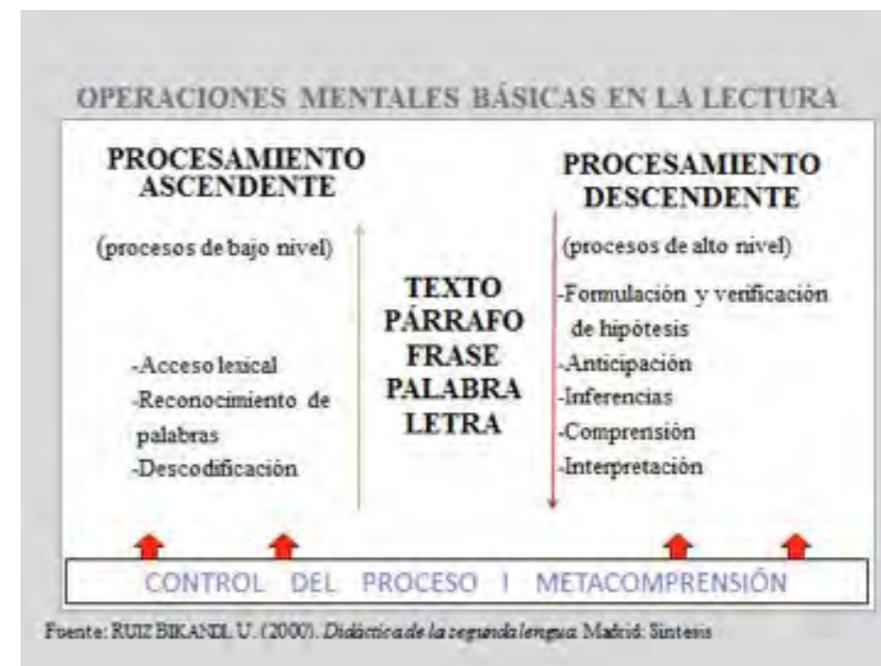 OPERACIONES MENTALES BÁSICAS EN LA LECTURA
PROCESAMIENTO
ASCENDENTE
(procesos de bajo nivel)
-Acceso lexical
-Reconocimiento de
palabras
-Descodificación
TEXTO
PÁRRAFO
FRASE
PALABRA
LETRA
PROCESAMIENTO
DESCENDENTE
(procesos de alto nivel)
-Formulación y verificación
de hipótesis
-Anticipación
-Inferencias
-Comprensión
-Interpretación
CONTROL DEL PROCESO I METACOMPRENSIÓN
Fuente: RUIZ BIKANDI, U. (2000). Didáctica de la segunda lengua. Madrid: Síntesis